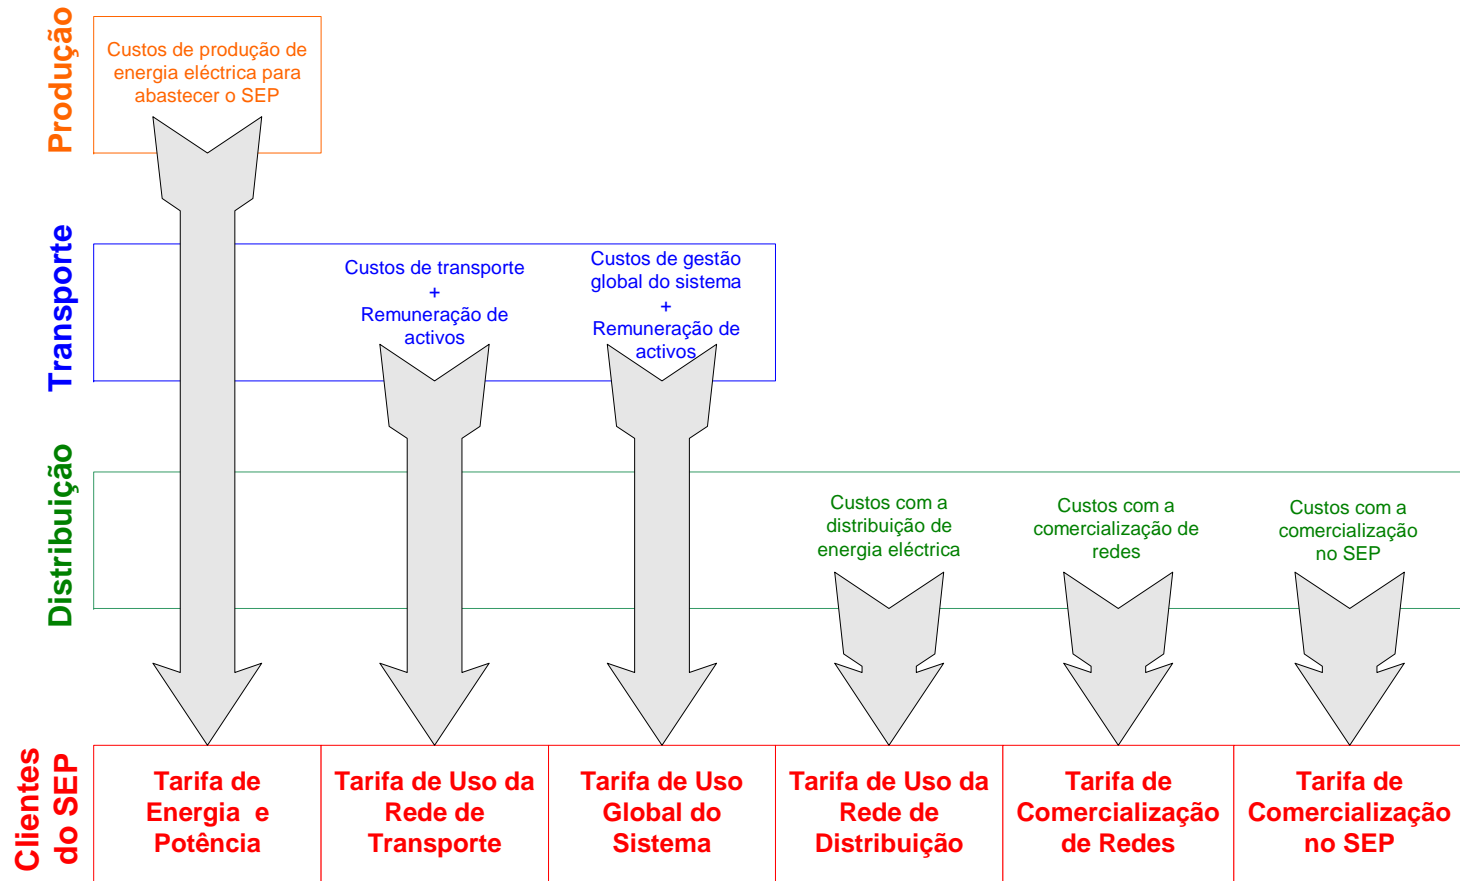 Produção
Custos de produção de
energia eléctrica para
abastecer o SEP
Transporte
Custos de transporte
+
Remuneração de
activos
Custos de gestão
global do sistema
+
Remuneração de
activos
Distribuição
Custos com a
distribuição de
energia eléctrica
Custos com a
comercialização de
redes
Custos com a
comercialização
no SEP
Clientes
do SEP
Tarifa de
Energia e
Potência
Tarifa de Uso da
Rede de
Transporte
Tarifa de Uso
Global do
Sistema
Tarifa de Uso da
Rede de
Distribuição
Tarifa de
Comercialização
de Redes
Tarifa de
Comercialização
no SEP